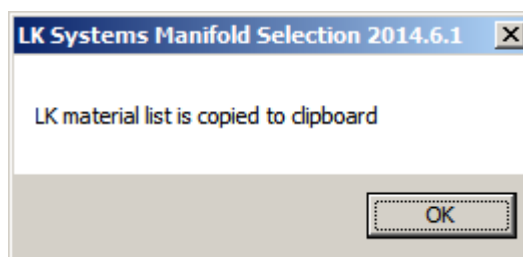 LK Systems Manifold Selection 2014.6.1
LK material list is copied to clipboard
OK